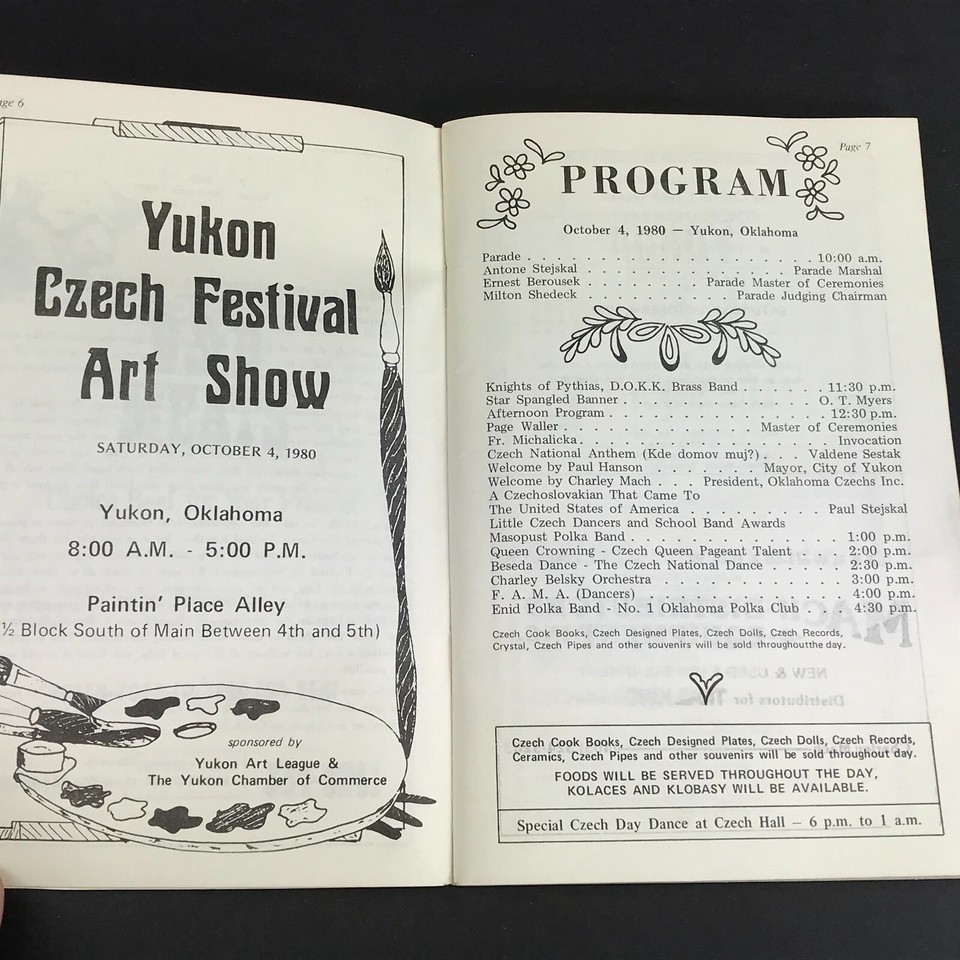 Page 6
Yukon
Czech Festival
Art Show
SATURDAY, OCTOBER 4, 1980
Yukon, Oklahoma
8:00 A.M. - 5:00 P.M.
Paintin' Place Alley
½ Block South of Main Between 4th and 5th)
sponsored by
Yukon Art League &
The Yukon Chamber of Commerce
Page 7
PROGRAM
October 4, 1980 — Yukon, Oklahoma
Parade . . . . . . . . . . . . . . . . . . . . . 10:00 a.m.
Antone Stejskal . . . . . . . . . . . . . . . . . Parade Marshal
Ernest Berousek . . . . . . . . . Parade Master of Ceremonies
Milton Shedeck . . . . . . . . . . . . Parade Judging Chairman
Knights of Pythias, D.O.K.K. Brass Band . . . . . . 11:30 p.m.
Star Spangled Banner . . . . . . . . . . . . . . . O. T. Myers
Afternoon Program . . . . . . . . . . . . . . . . 12:30 p.m.
Page Waller . . . . . . . . . . . . . . . Master of Ceremonies
Fr. Michalicka . . . . . . . . . . . . . . . . . . . Invocation
Czech National Anthem (Kde domov muj?) . . . Valdene Sestak
Welcome by Paul Hanson . . . . . . . Mayor, City of Yukon
Welcome by Charley Mach . . . President, Oklahoma Czechs Inc.
A Czechoslovakian That Came To
The United States of America . . . . . . . . . Paul Stejskal
Little Czech Dancers and School Band Awards
Masopust Polka Band . . . . . . . . . . . . . . . 1:00 p.m.
Queen Crowning - Czech Queen Pageant Talent . . . 2:00 p.m.
Beseda Dance - The Czech National Dance . . . . . . 2:30 p.m.
Charley Belsky Orchestra . . . . . . . . . . . . . 3:00 p.m.
F. A. M. A. (Dancers) . . . . . . . . . . . . . . 4:00 p.m.
Enid Polka Band - No. 1 Oklahoma Polka Club . . . 4:30 p.m.
Czech Cook Books, Czech Designed Plates, Czech Dolls, Czech Records,
Crystal, Czech Pipes and other souvenirs will be sold throughoutthe day.
Czech Cook Books, Czech Designed Plates, Czech Dolls, Czech Records,
Ceramics, Czech Pipes and other souvenirs will be sold throughout day.
FOODS WILL BE SERVED THROUGHOUT THE DAY,
KOLACES AND KLOBASY WILL BE AVAILABLE.
Special Czech Day Dance at Czech Hall — 6 p.m. to 1 a.m.